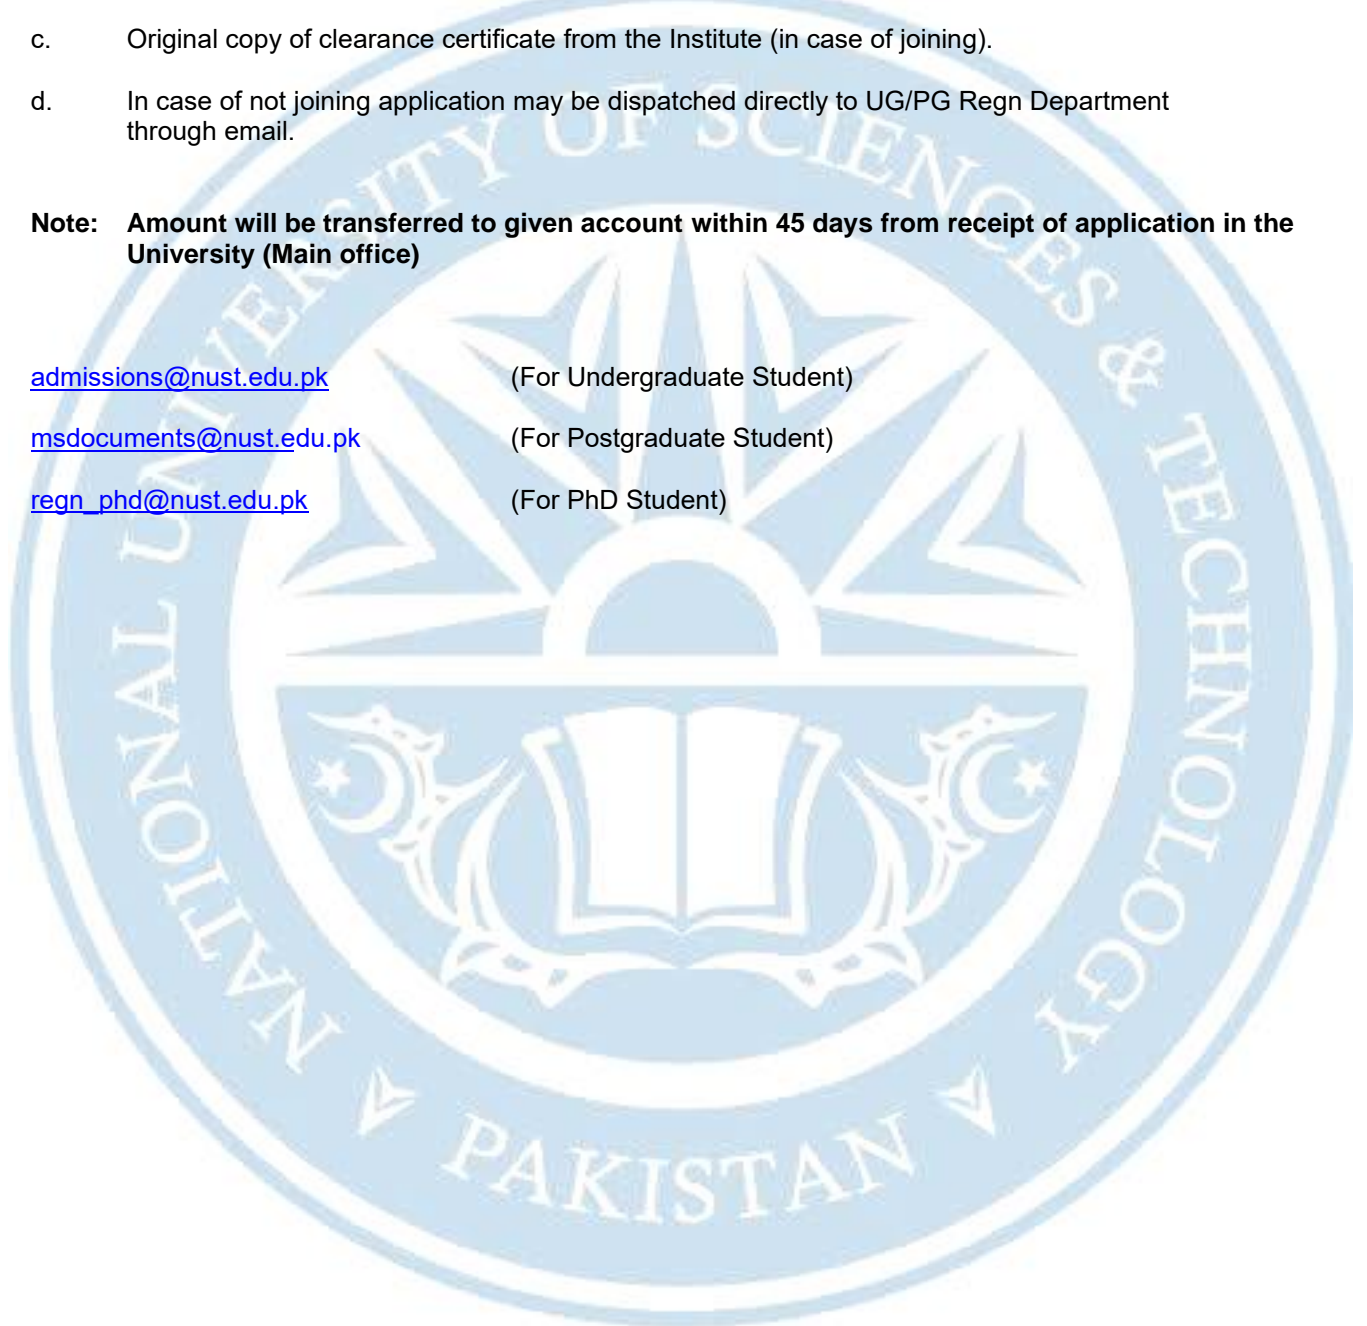 c. Original copy of clearance certificate from the Institute (in case of joining).
d. In case of not joining application may be dispatched directly to UG/PG Regn Department
through email.
Note: Amount will be transferred to given account within 45 days from receipt of application in the
University (Main office)
admissions@nust.edu.pk (For Undergraduate Student)
msdocuments@nust.edu.pk (For Postgraduate Student)
regn_phd@nust.edu.pk (For PhD Student)
NATIONAL UNIVERSITY OF SCIENCES & TECHNOLOGY
PAKISTAN